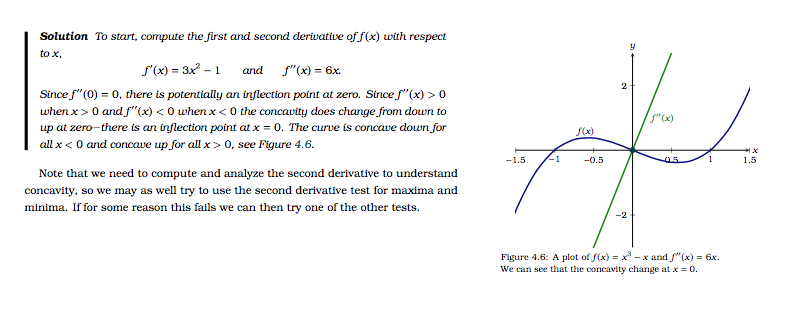 Solution To start, compute the first and second derivative of f(x) with respect
to x,
f′(x) = 3x² − 1 and f″(x) = 6x.
Since f″(0) = 0, there is potentially an inflection point at zero. Since f″(x) > 0
when x > 0 and f″(x) < 0 when x < 0 the concavity does change from down to
up at zero—there is an inflection point at x = 0. The curve is concave down for
all x < 0 and concave up for all x > 0, see Figure 4.6.
Note that we need to compute and analyze the second derivative to understand
concavity, so we may as well try to use the second derivative test for maxima and
minima. If for some reason this fails we can then try one of the other tests.
y
2
f″(x)
f(x)
x
−1.5 −1 −0.5 0.5 1 1.5
−2
Figure 4.6: A plot of f(x) = x³ − x and f″(x) = 6x.
We can see that the concavity change at x = 0.